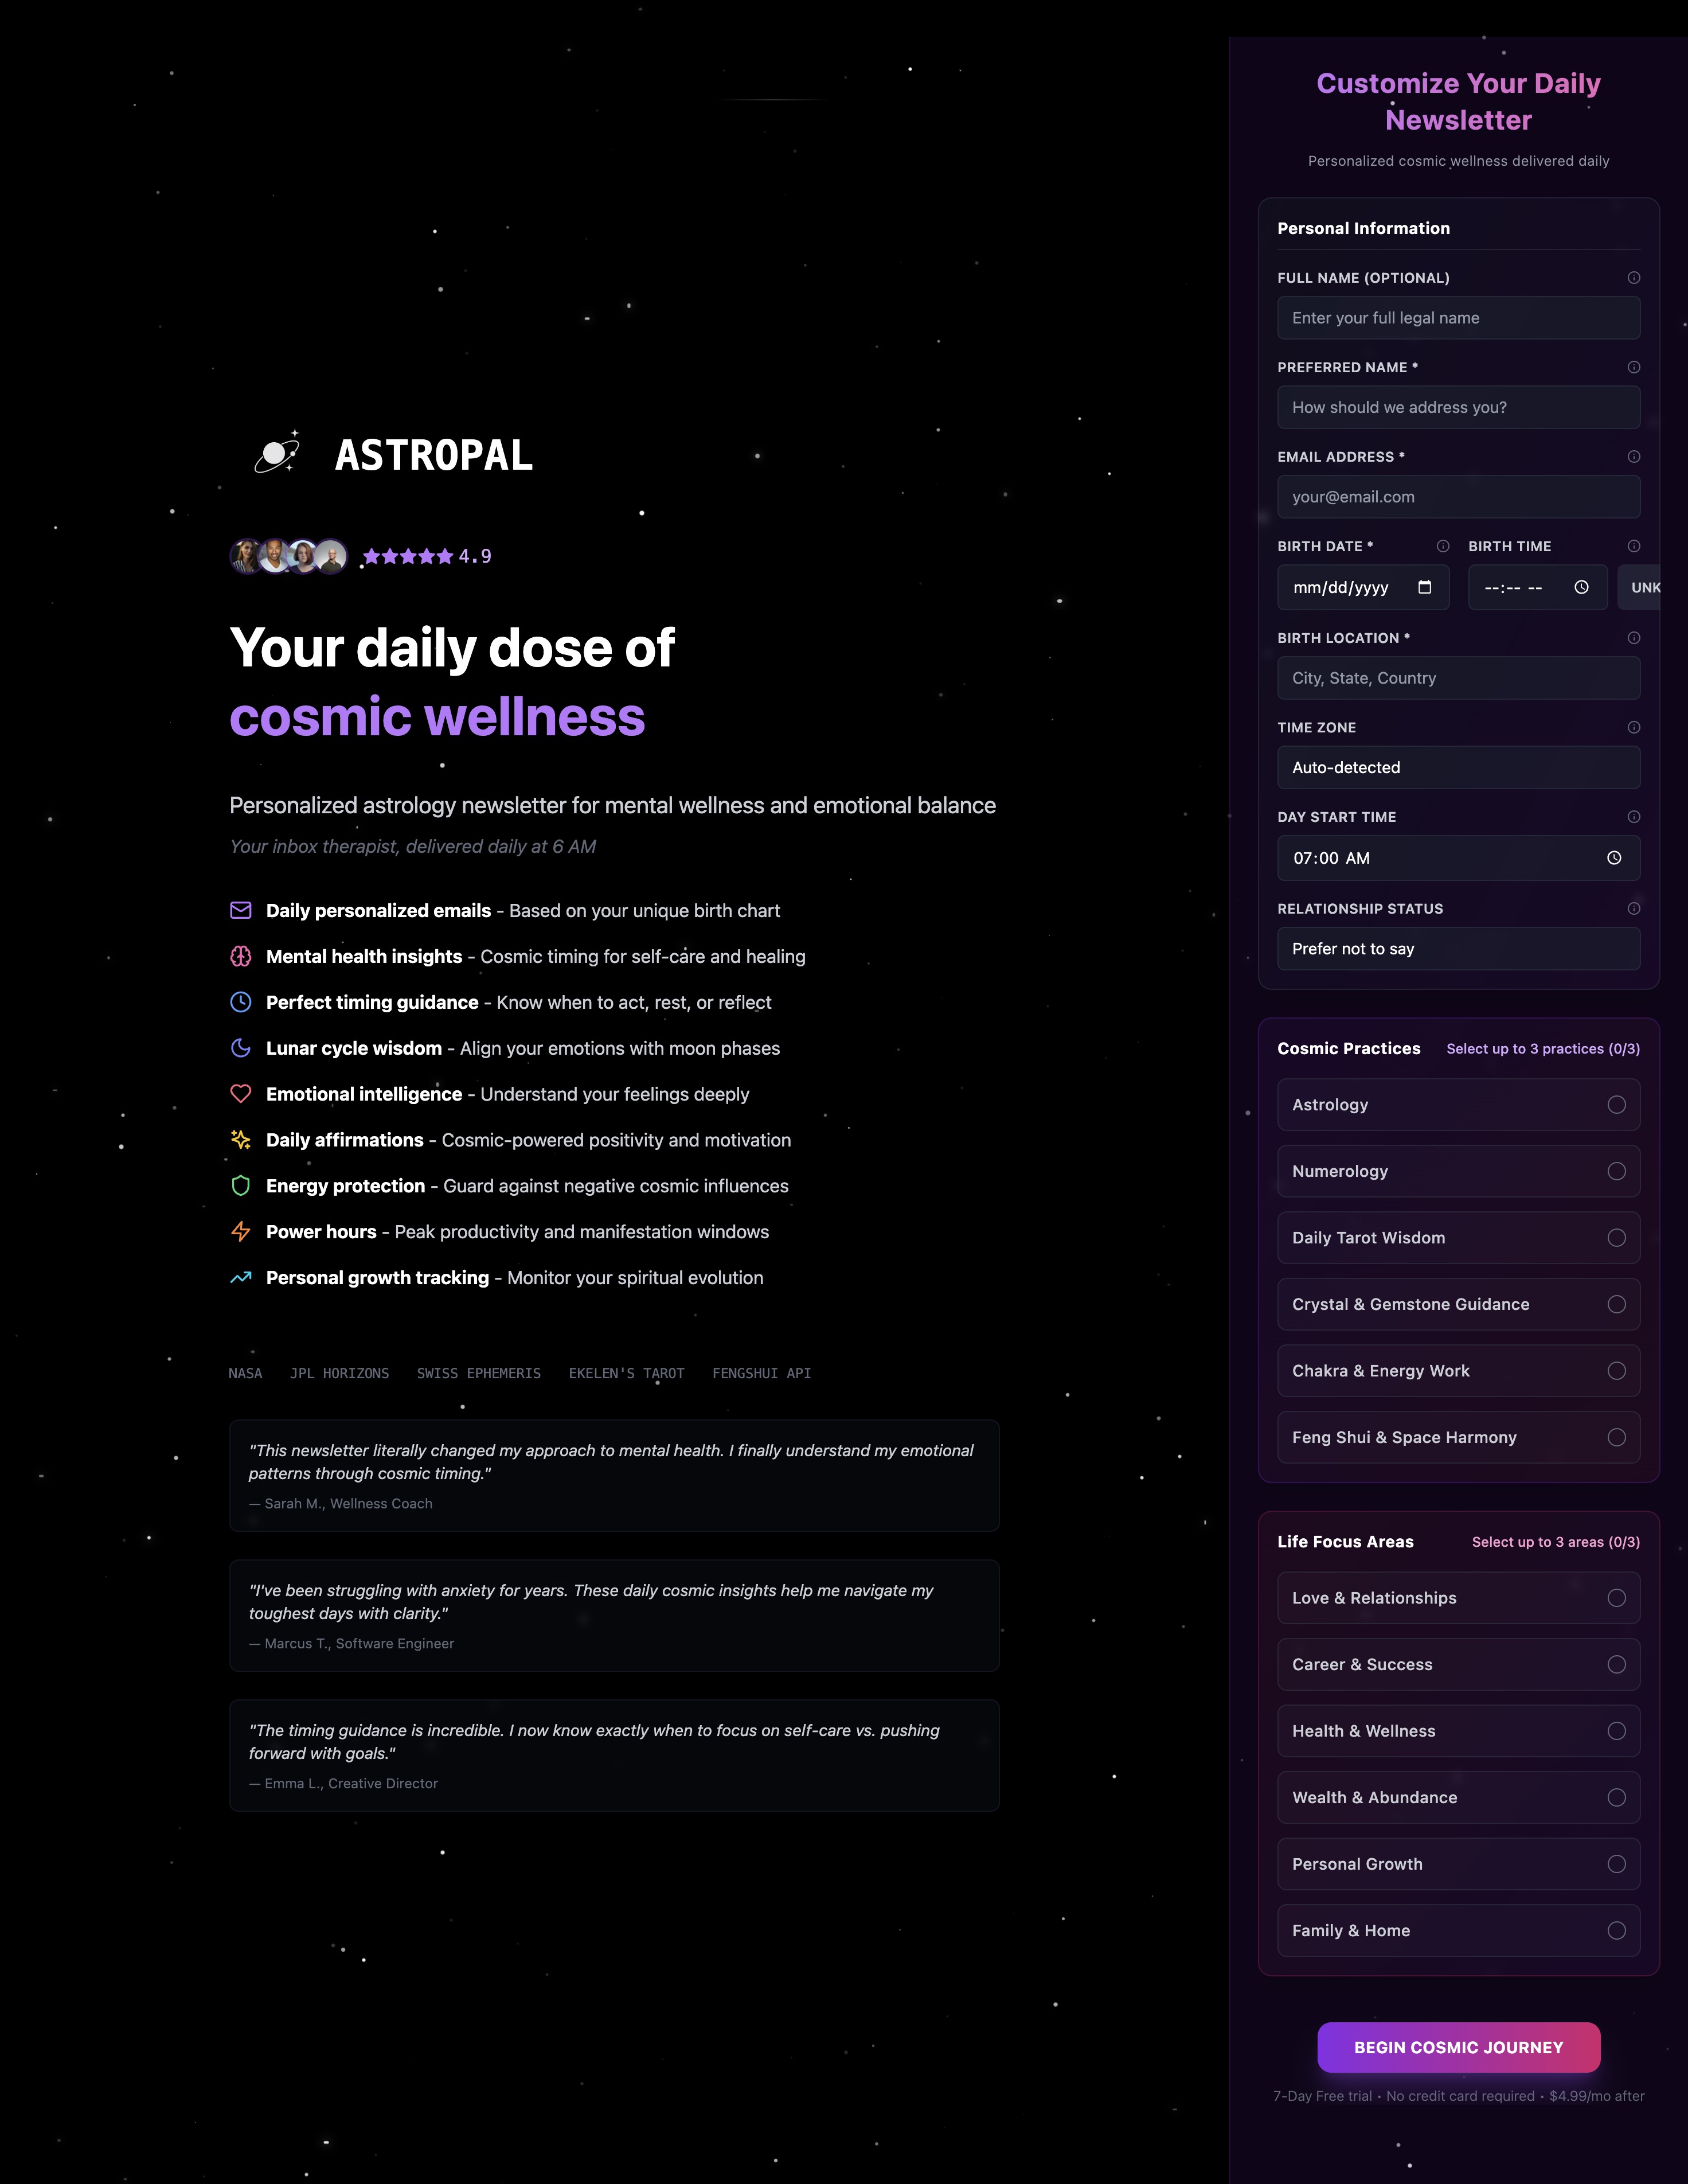 ASTROPAL
4.9
Your daily dose of
cosmic wellness
Personalized astrology newsletter for mental wellness and emotional balance
Your inbox therapist, delivered daily at 6 AM
Daily personalized emails - Based on your unique birth chart
Mental health insights - Cosmic timing for self-care and healing
Perfect timing guidance - Know when to act, rest, or reflect
Lunar cycle wisdom - Align your emotions with moon phases
Emotional intelligence - Understand your feelings deeply
Daily affirmations - Cosmic-powered positivity and motivation
Energy protection - Guard against negative cosmic influences
Power hours - Peak productivity and manifestation windows
Personal growth tracking - Monitor your spiritual evolution
NASA JPL HORIZONS SWISS EPHEMERIS EKELEN'S TAROT FENGSHUI API
"This newsletter literally changed my approach to mental health. I finally understand my emotional
patterns through cosmic timing."
— Sarah M., Wellness Coach
"I've been struggling with anxiety for years. These daily cosmic insights help me navigate my
toughest days with clarity."
— Marcus T., Software Engineer
"The timing guidance is incredible. I now know exactly when to focus on self-care vs. pushing
forward with goals."
— Emma L., Creative Director
Customize Your Daily
Newsletter
Personalized cosmic wellness delivered daily
Personal Information
FULL NAME (OPTIONAL)
Enter your full legal name
PREFERRED NAME *
How should we address you?
EMAIL ADDRESS *
your@email.com
BIRTH DATE * BIRTH TIME
mm/dd/yyyy --:-- -- UNK
BIRTH LOCATION *
City, State, Country
TIME ZONE
Auto-detected
DAY START TIME
07:00 AM
RELATIONSHIP STATUS
Prefer not to say
Cosmic Practices Select up to 3 practices (0/3)
Astrology
Numerology
Daily Tarot Wisdom
Crystal & Gemstone Guidance
Chakra & Energy Work
Feng Shui & Space Harmony
Life Focus Areas Select up to 3 areas (0/3)
Love & Relationships
Career & Success
Health & Wellness
Wealth & Abundance
Personal Growth
Family & Home
BEGIN COSMIC JOURNEY
7-Day Free trial • No credit card required • $4.99/mo after